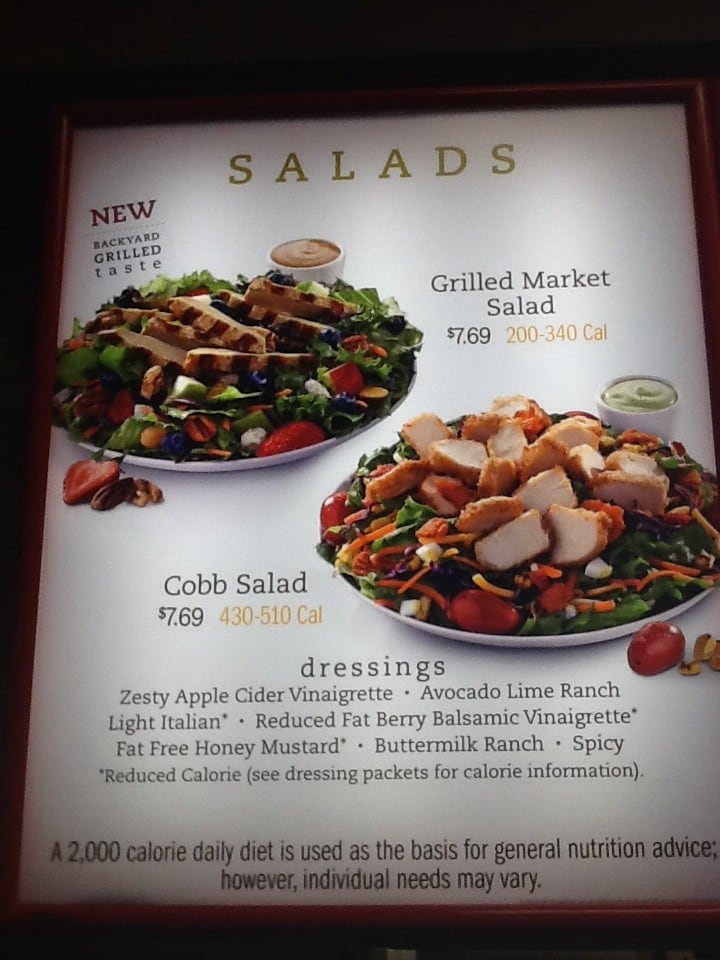 SALADS
NEW
BACKYARD
GRILLED
taste
Grilled Market
Salad
$7.69 200-340 Cal
Cobb Salad
$7.69 430-510 Cal
dressings
Zesty Apple Cider Vinaigrette • Avocado Lime Ranch
Light Italian* • Reduced Fat Berry Balsamic Vinaigrette*
Fat Free Honey Mustard* • Buttermilk Ranch • Spicy
*Reduced Calorie (see dressing packets for calorie information).
A 2,000 calorie daily diet is used as the basis for general nutrition advice;
however, individual needs may vary.